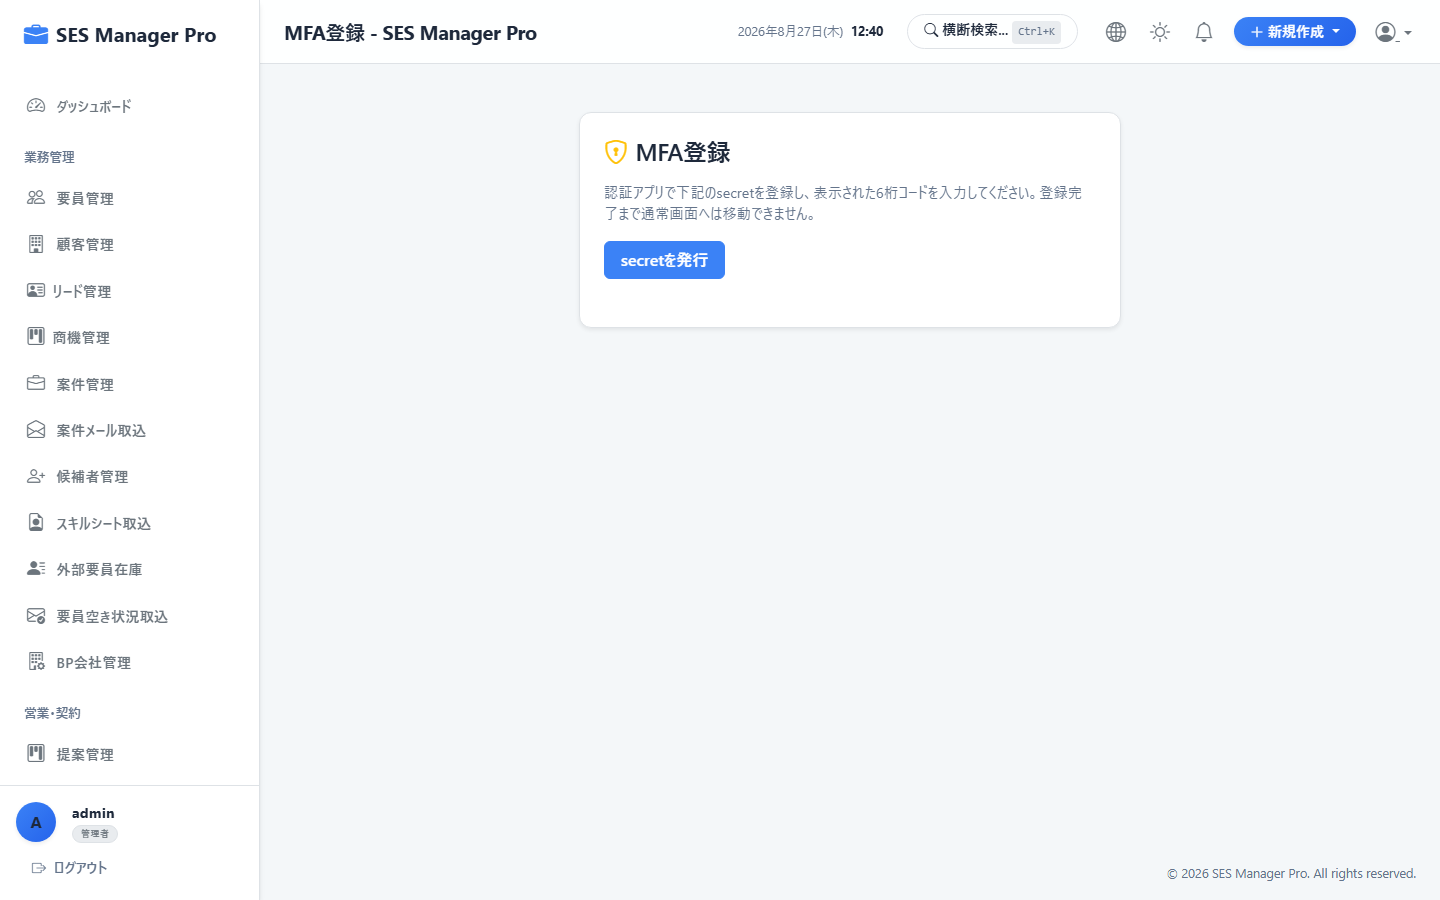 SES Manager Pro
MFA登録 - SES Manager Pro
2026年8月27日(木) 12:40
横断検索... Ctrl+K
新規作成
ダッシュボード
業務管理
要員管理
顧客管理
リード管理
商機管理
案件管理
案件メール取込
候補者管理
スキルシート取込
外部要員在庫
要員空き状況取込
BP会社管理
営業・契約
提案管理
A
admin
管理者
ログアウト
MFA登録
認証アプリで下記のsecretを登録し、表示された6桁コードを入力してください。登録完
了まで通常画面へは移動できません。
secretを発行
© 2026 SES Manager Pro. All rights reserved.